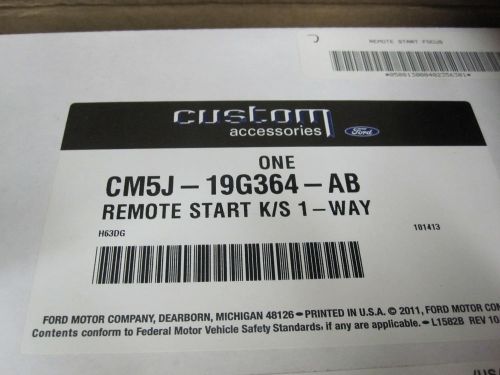 REMOTE START FOCUS
custom
accessories
Ford
ONE
CM5J-19G364-AB
REMOTE START K/S 1-WAY
H63DG
101413
FORD MOTOR COMPANY, DEARBORN, MICHIGAN 48126-PRINTED IN U.S.A. © 2011, FORD MOTOR COM
Contents conform to Federal Motor Vehicle Safety Standards, if any are applicable. -L1582B REV 10